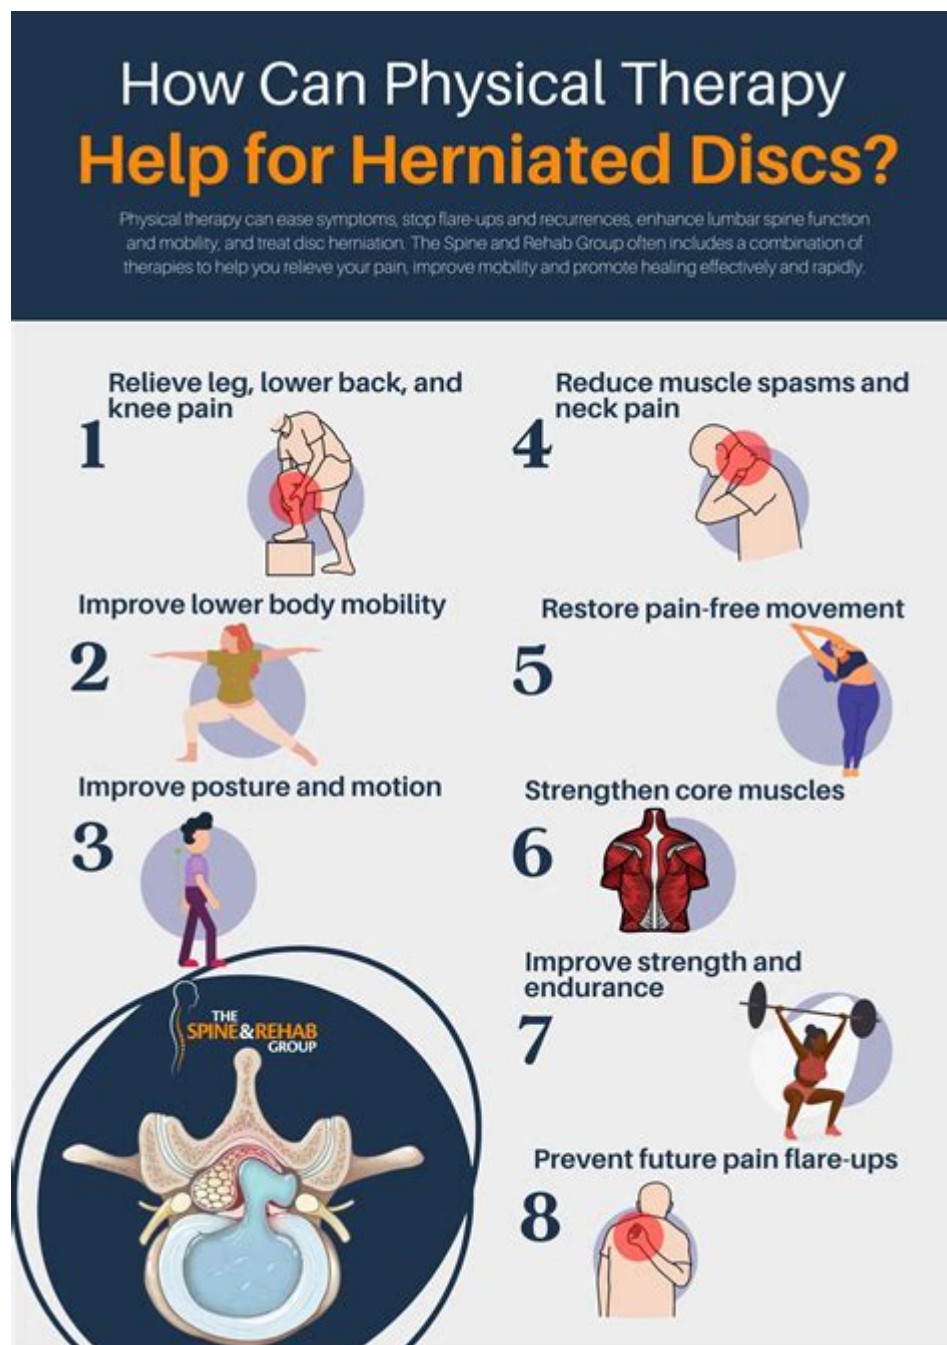 How Can Physical Therapy
Help for Herniated Discs?
Physical therapy can ease symptoms, stop flare-ups and recurrences, enhance lumbar spine function
and mobility, and treat disc herniation. The Spine and Rehab Group often includes a combination of
therapies to help you relieve your pain, improve mobility and promote healing effectively and rapidly.
Relieve leg, lower back, and
knee pain
1
Improve lower body mobility
2
Improve posture and motion
3
Reduce muscle spasms and
neck pain
4
Restore pain-free movement
5
Strengthen core muscles
6
Improve strength and
endurance
7
Prevent future pain flare-ups
8
THE
SPINE&REHAB
GROUP